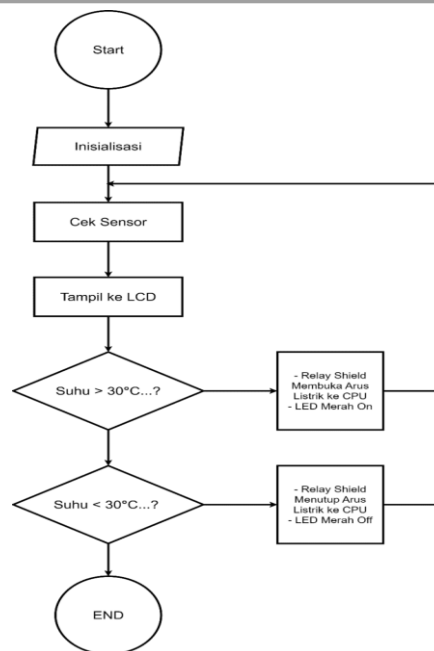 Start
Inisialisasi
Cek Sensor
Tampil ke LCD
Suhu > 30°C...?
- Relay Shield
Membuka Arus
Listrik ke CPU
- LED Merah On
Suhu < 30°C...?
- Relay Shield
Menutup Arus
Listrik ke CPU
- LED Merah Off
END